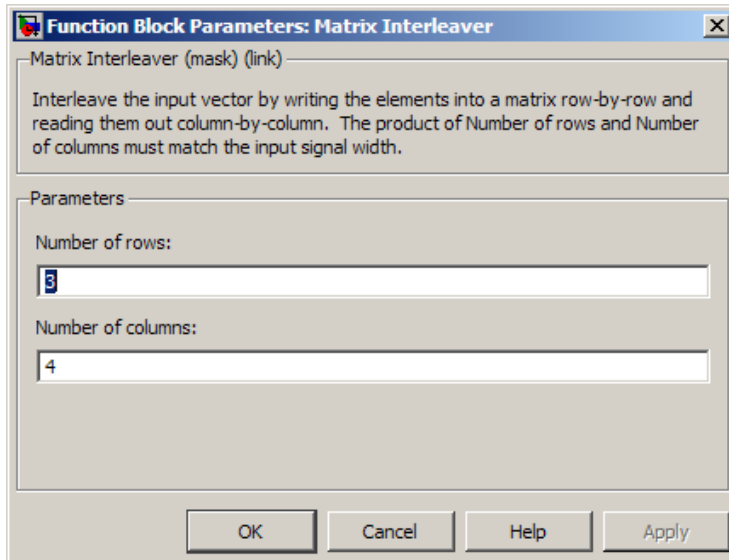 Function Block Parameters: Matrix Interleaver
Matrix Interleaver (mask) (link)
Interleave the input vector by writing the elements into a matrix row-by-row and
reading them out column-by-column. The product of Number of rows and Number
of columns must match the input signal width.
Parameters
Number of rows:
3
Number of columns:
4
OK Cancel Help Apply